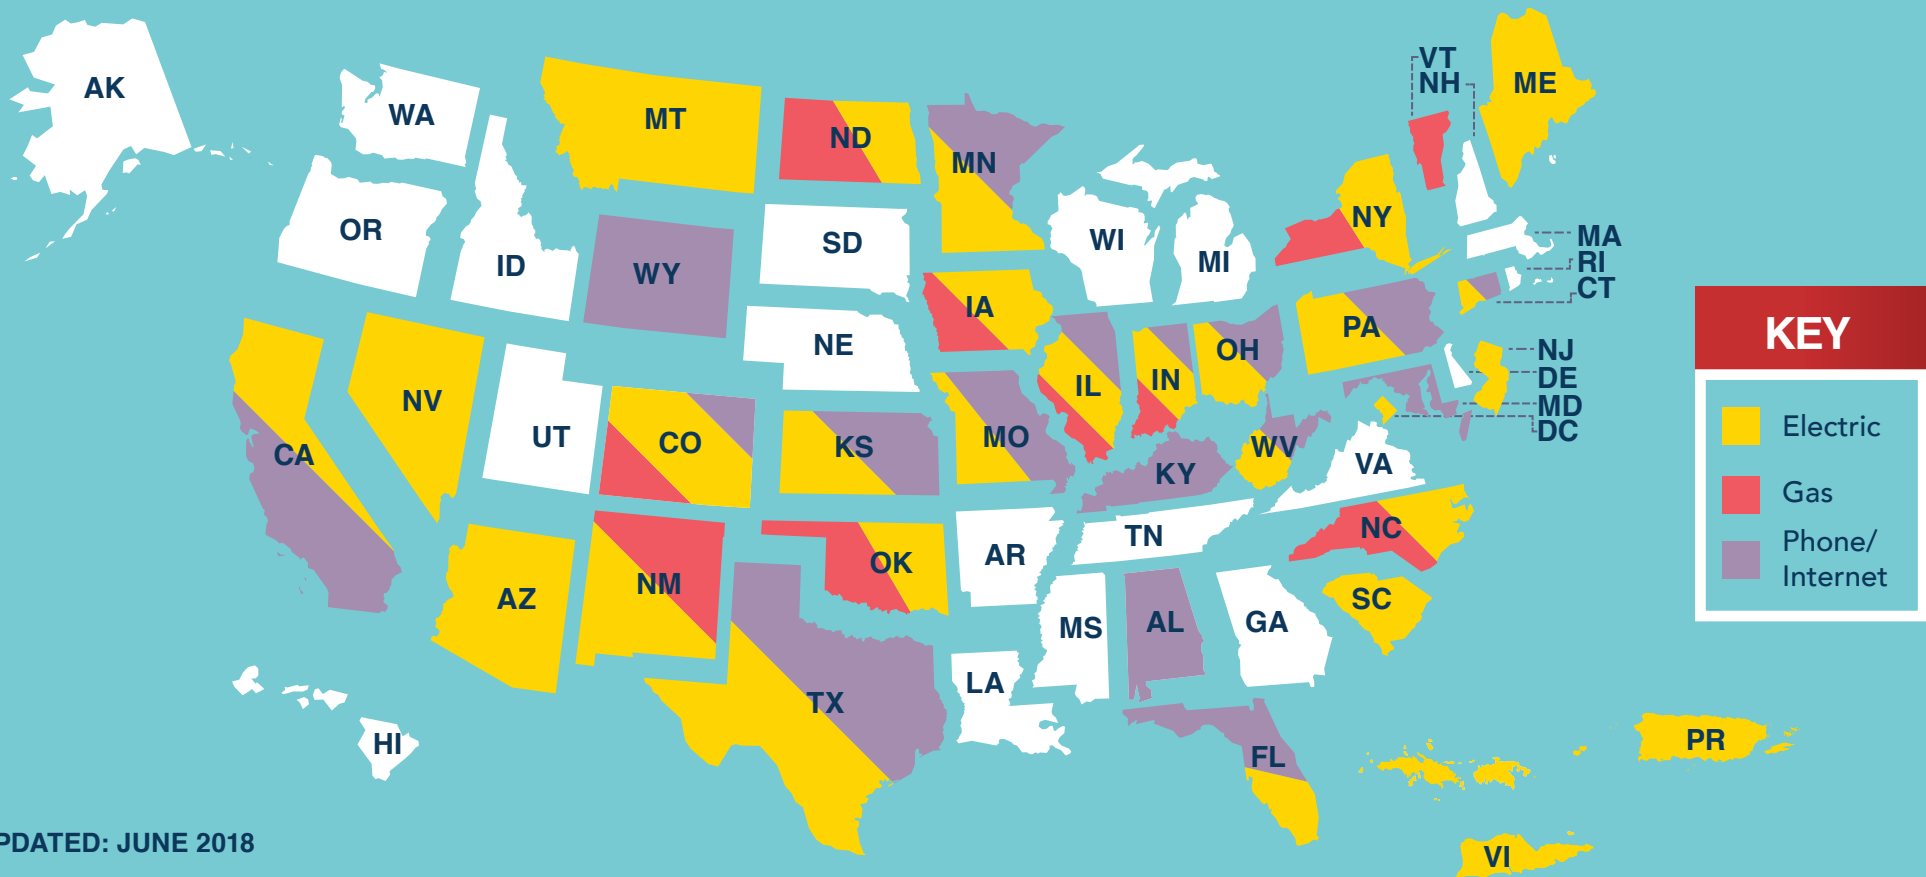 AK
WA
MT
ND
MN
VT
NH
ME
OR
ID
WY
SD
WI
MI
NY
MA
RI
CT
IA
NE
PA
KEY
NV
UT
CO
KS
MO
IL
IN
OH
NJ
DE
MD
DC
CA
KY
WV
VA
Electric
Gas
Phone/
Internet
AZ
NM
OK
AR
TN
NC
SC
TX
LA
MS
AL
GA
HI
FL
PR
VI
PDATED: JUNE 2018